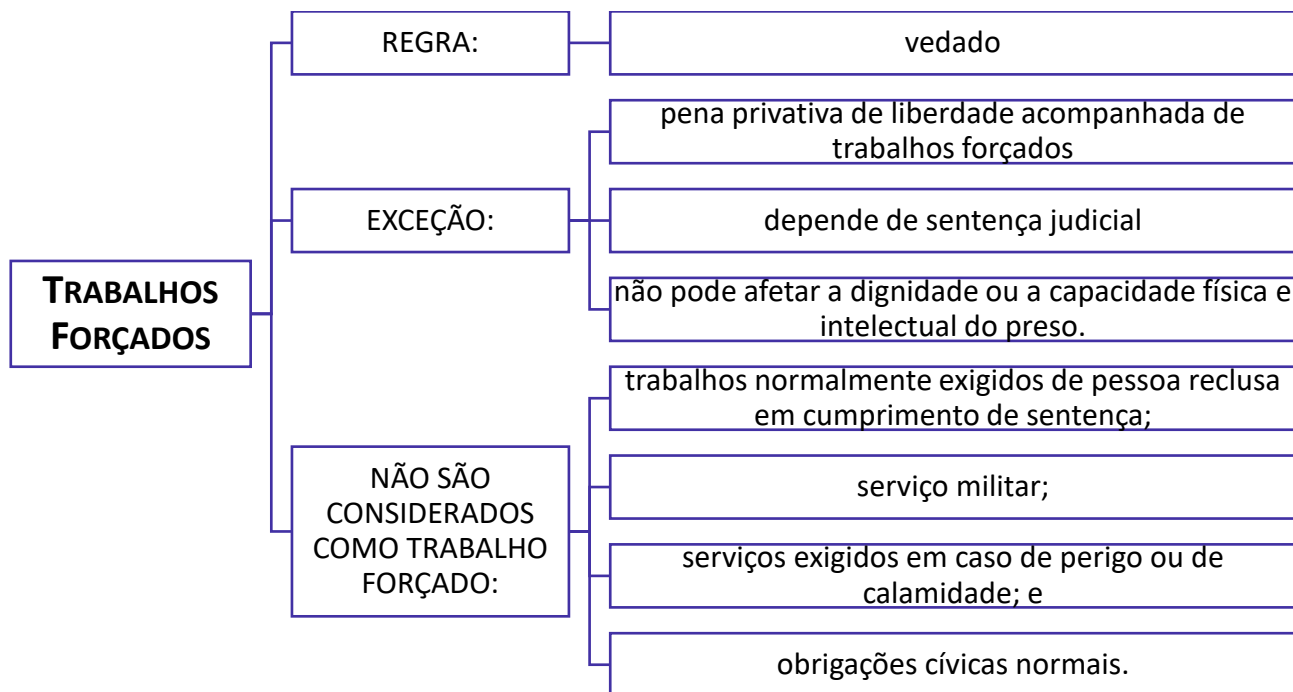 TRABALHOS
FORÇADOS
REGRA:
vedado
EXCEÇÃO:
pena privativa de liberdade acompanhada de
trabalhos forçados
depende de sentença judicial
não pode afetar a dignidade ou a capacidade física e
intelectual do preso.
NÃO SÃO
CONSIDERADOS
COMO TRABALHO
FORÇADO:
trabalhos normalmente exigidos de pessoa reclusa
em cumprimento de sentença;
serviço militar;
serviços exigidos em caso de perigo ou de
calamidade; e
obrigações cívicas normais.